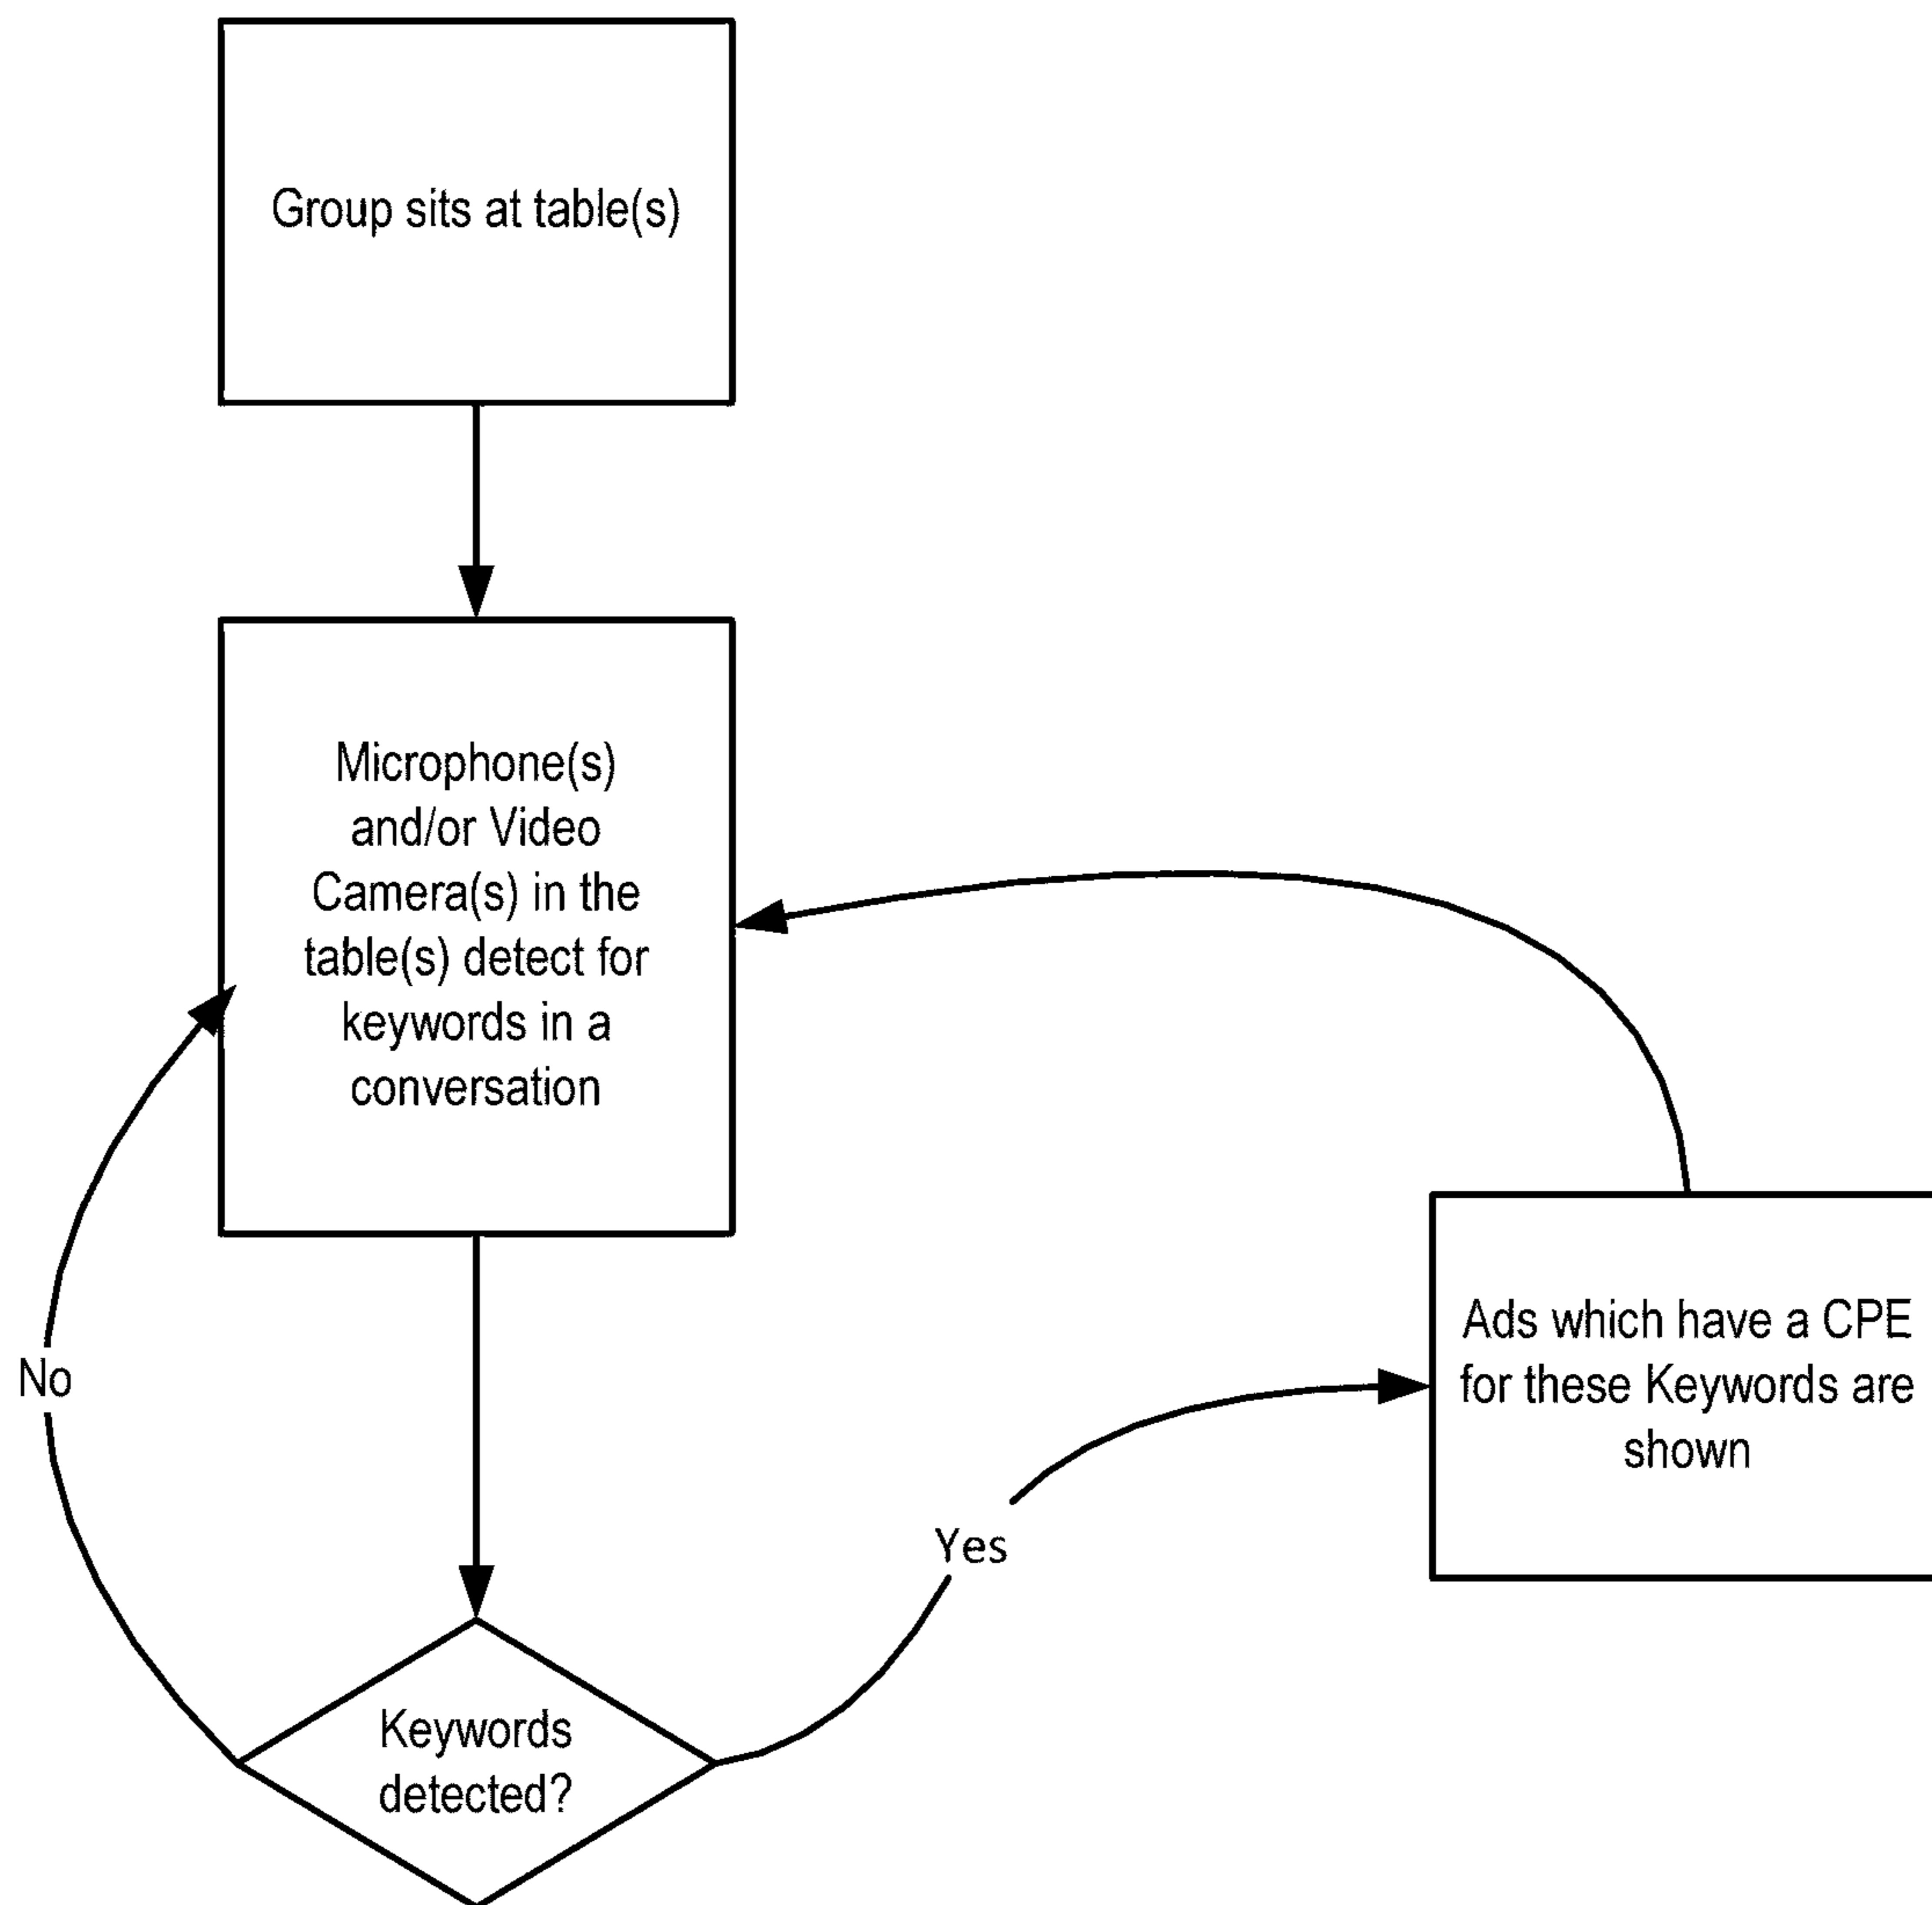 Group sits at table(s)
Microphone(s)
and/or Video
Camera(s) in the
table(s) detect for
keywords in a
conversation
No
Ads which have a CPE
for these Keywords are
shown
Yes
Keywords
detected?